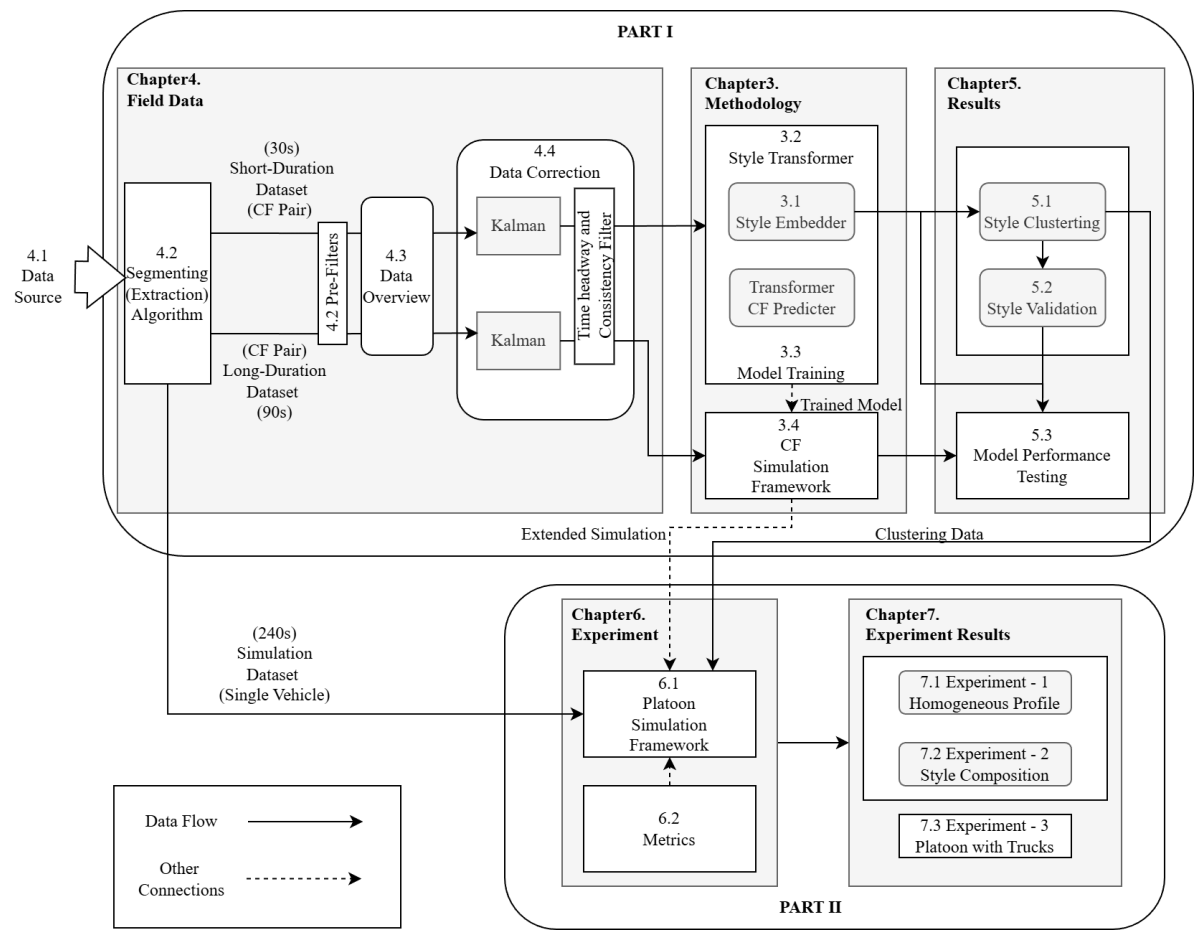 PART I
Chapter4.
Field Data
4.1
Data
Source
4.2
Segmenting
(Extraction)
Algorithm
(30s)
Short-Duration
Dataset
(CF Pair)
(CF Pair)
Long-Duration
Dataset
(90s)
4.2 Pre-Filters
4.3
Data
Overview
4.4
Data Correction
Kalman
Kalman
Time headway and
Consistency Filter
Chapter3.
Methodology
3.2
Style Transformer
3.1
Style Embedder
Transformer
CF Predicter
3.3
Model Training
Trained Model
3.4
CF
Simulation
Framework
Chapter5.
Results
5.1
Style Clusterting
5.2
Style Validation
5.3
Model Performance
Testing
Extended Simulation
Clustering Data
(240s)
Simulation
Dataset
(Single Vehicle)
Chapter6.
Experiment
6.1
Platoon
Simulation
Framework
6.2
Metrics
Chapter7.
Experiment Results
7.1 Experiment - 1
Homogeneous Profile
7.2 Experiment - 2
Style Composition
7.3 Experiment - 3
Platoon with Trucks
PART II
Data Flow
Other
Connections